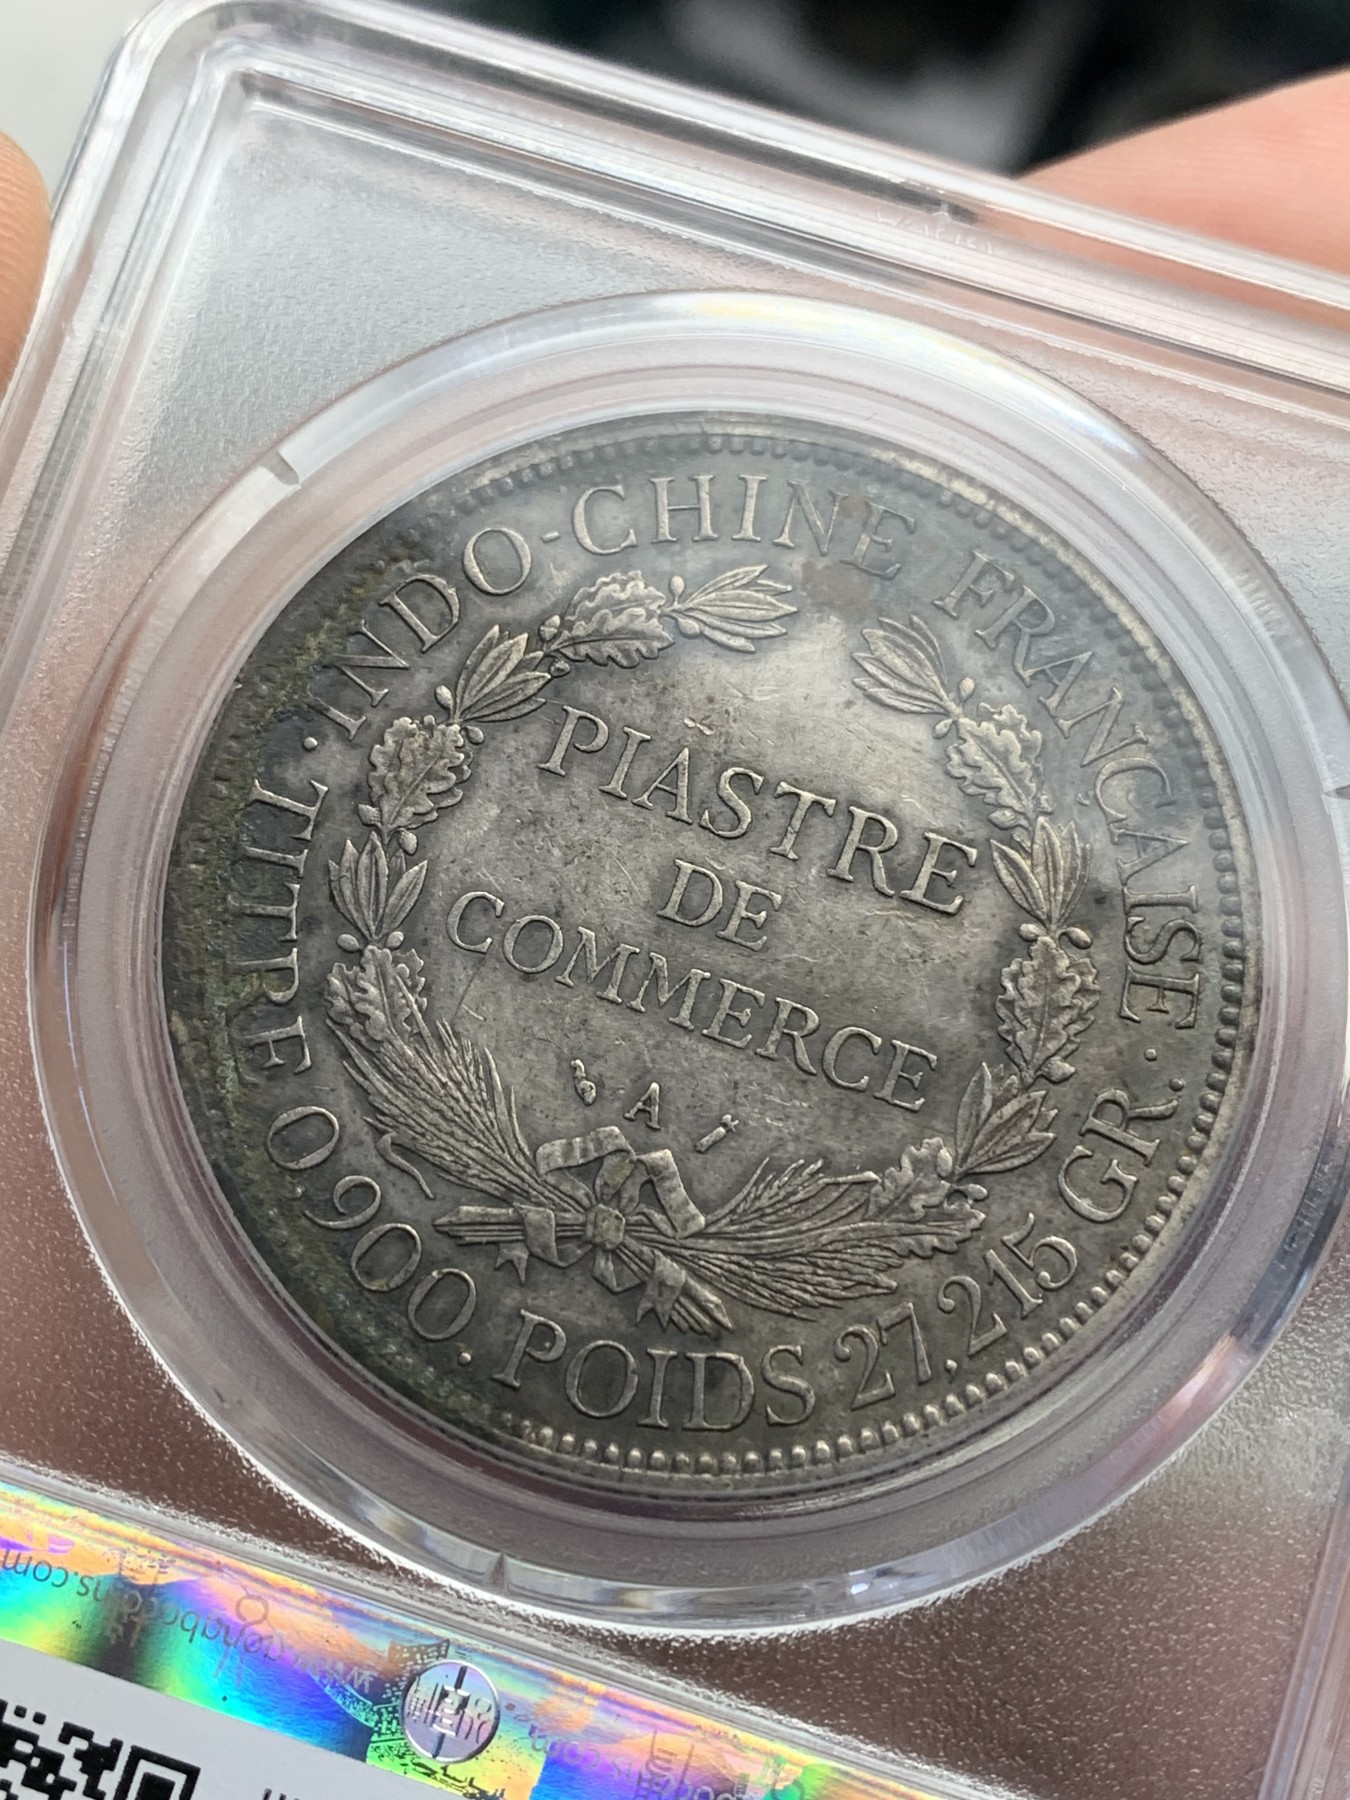 INDO-CHINE FRANÇAISE
PIASTRE
DE
COMMERCE
A
TITRE 0,900. POIDS 27,215 GR.